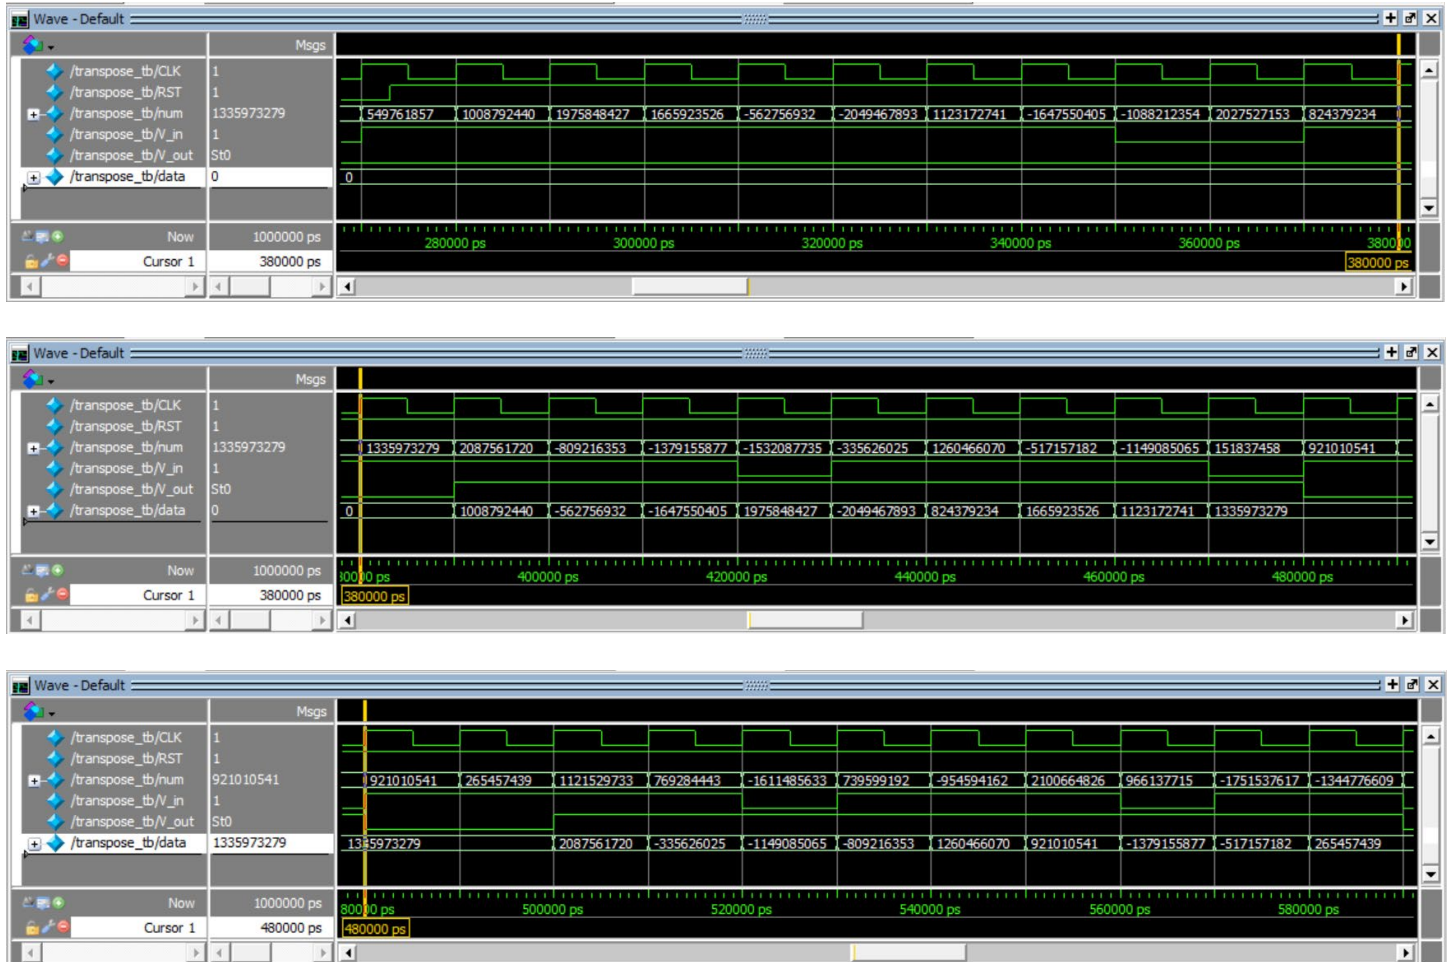 Wave - Default
Msgs
/transpose_tb/CLK 1
/transpose_tb/RST 1
/transpose_tb/num 1335973279 549761857 1008792440 1975848427 1665923526 -562756932 -2049467893 1123172741 -1647550405 -1088212354 2027527153 824379234
/transpose_tb/V_in 1
/transpose_tb/V_out St0
/transpose_tb/data 0 0
Now 1000000 ps 280000 ps 300000 ps 320000 ps 340000 ps 360000 ps 380000
Cursor 1 380000 ps 380000 ps
Wave - Default
Msgs
/transpose_tb/CLK 1
/transpose_tb/RST 1
/transpose_tb/num 1335973279 1335973279 2087561720 -809216353 -1379155877 -1532087735 -335626025 1260466070 -517157182 -1149085065 151837458 921010541
/transpose_tb/V_in 1
/transpose_tb/V_out St0
/transpose_tb/data 0 0 1008792440 -562756932 -1647550405 1975848427 -2049467893 824379234 1665923526 1123172741 1335973279
Now 1000000 ps 80000 ps 400000 ps 420000 ps 440000 ps 460000 ps 480000 ps
Cursor 1 380000 ps 380000 ps
Wave - Default
Msgs
/transpose_tb/CLK 1
/transpose_tb/RST 1
/transpose_tb/num 921010541 921010541 265457439 1121529733 769284443 -1611485633 739599192 -954594162 2100664826 966137715 -1751537617 -1344776609
/transpose_tb/V_in 1
/transpose_tb/V_out St0
/transpose_tb/data 1335973279 1335973279 2087561720 -335626025 -1149085065 -809216353 1260466070 921010541 -1379155877 -517157182 265457439
Now 1000000 ps 80000 ps 500000 ps 520000 ps 540000 ps 560000 ps 580000 ps
Cursor 1 480000 ps 480000 ps